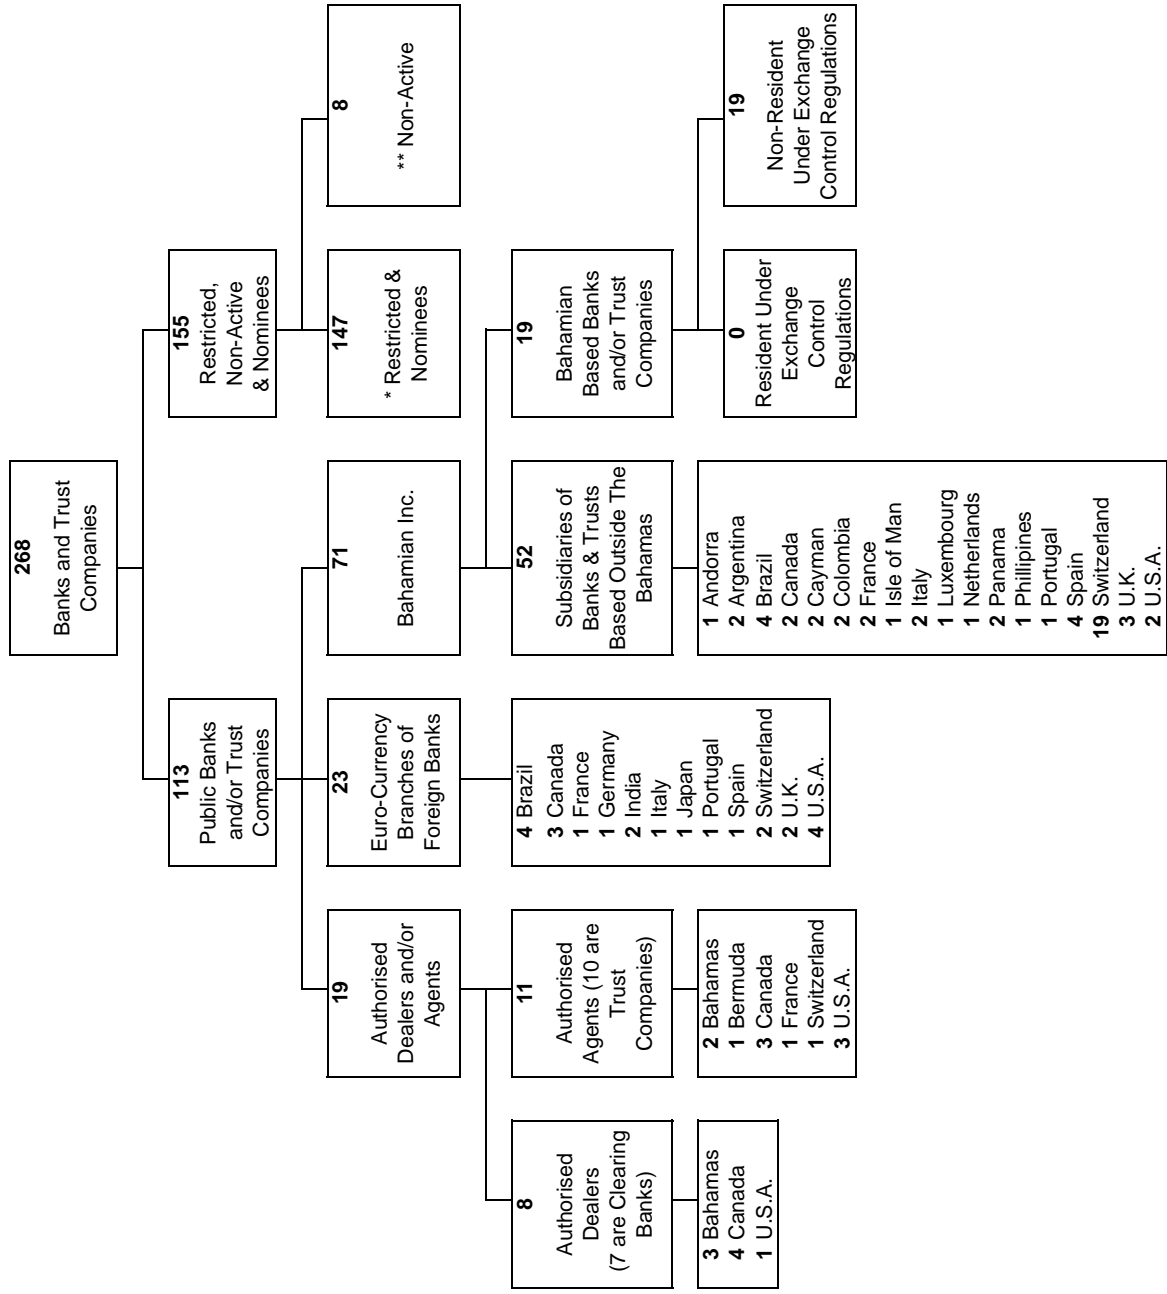 268
Banks and Trust
Companies
113
Public Banks
and/or Trust
Companies
155
Restricted,
Non-Active
& Nominees
19
Authorised
Dealers and/or
Agents
23
Euro-Currency
Branches of
Foreign Banks
71
Bahamian Inc.
147
* Restricted &
Nominees
8
** Non-Active
8
Authorised
Dealers
(7 are Clearing
Banks)
11
Authorised
Agents (10 are
Trust
Companies)
4 Brazil
3 Canada
1 France
1 Germany
2 India
1 Italy
1 Japan
1 Portugal
1 Spain
2 Switzerland
2 U.K.
4 U.S.A.
52
Subsidiaries of
Banks & Trusts
Based Outside The
Bahamas
19
Bahamian
Based Banks
and/or Trust
Companies
3 Bahamas
4 Canada
1 U.S.A.
2 Bahamas
1 Bermuda
3 Canada
1 France
1 Switzerland
3 U.S.A.
1 Andorra
2 Argentina
4 Brazil
2 Canada
2 Cayman
2 Colombia
2 France
1 Isle of Man
2 Italy
1 Luxembourg
1 Netherlands
2 Panama
1 Phillipines
1 Portugal
4 Spain
19 Switzerland
3 U.K.
2 U.S.A.
0
Resident Under
Exchange
Control
Regulations
19
Non-Resident
Under Exchange
Control Regulations